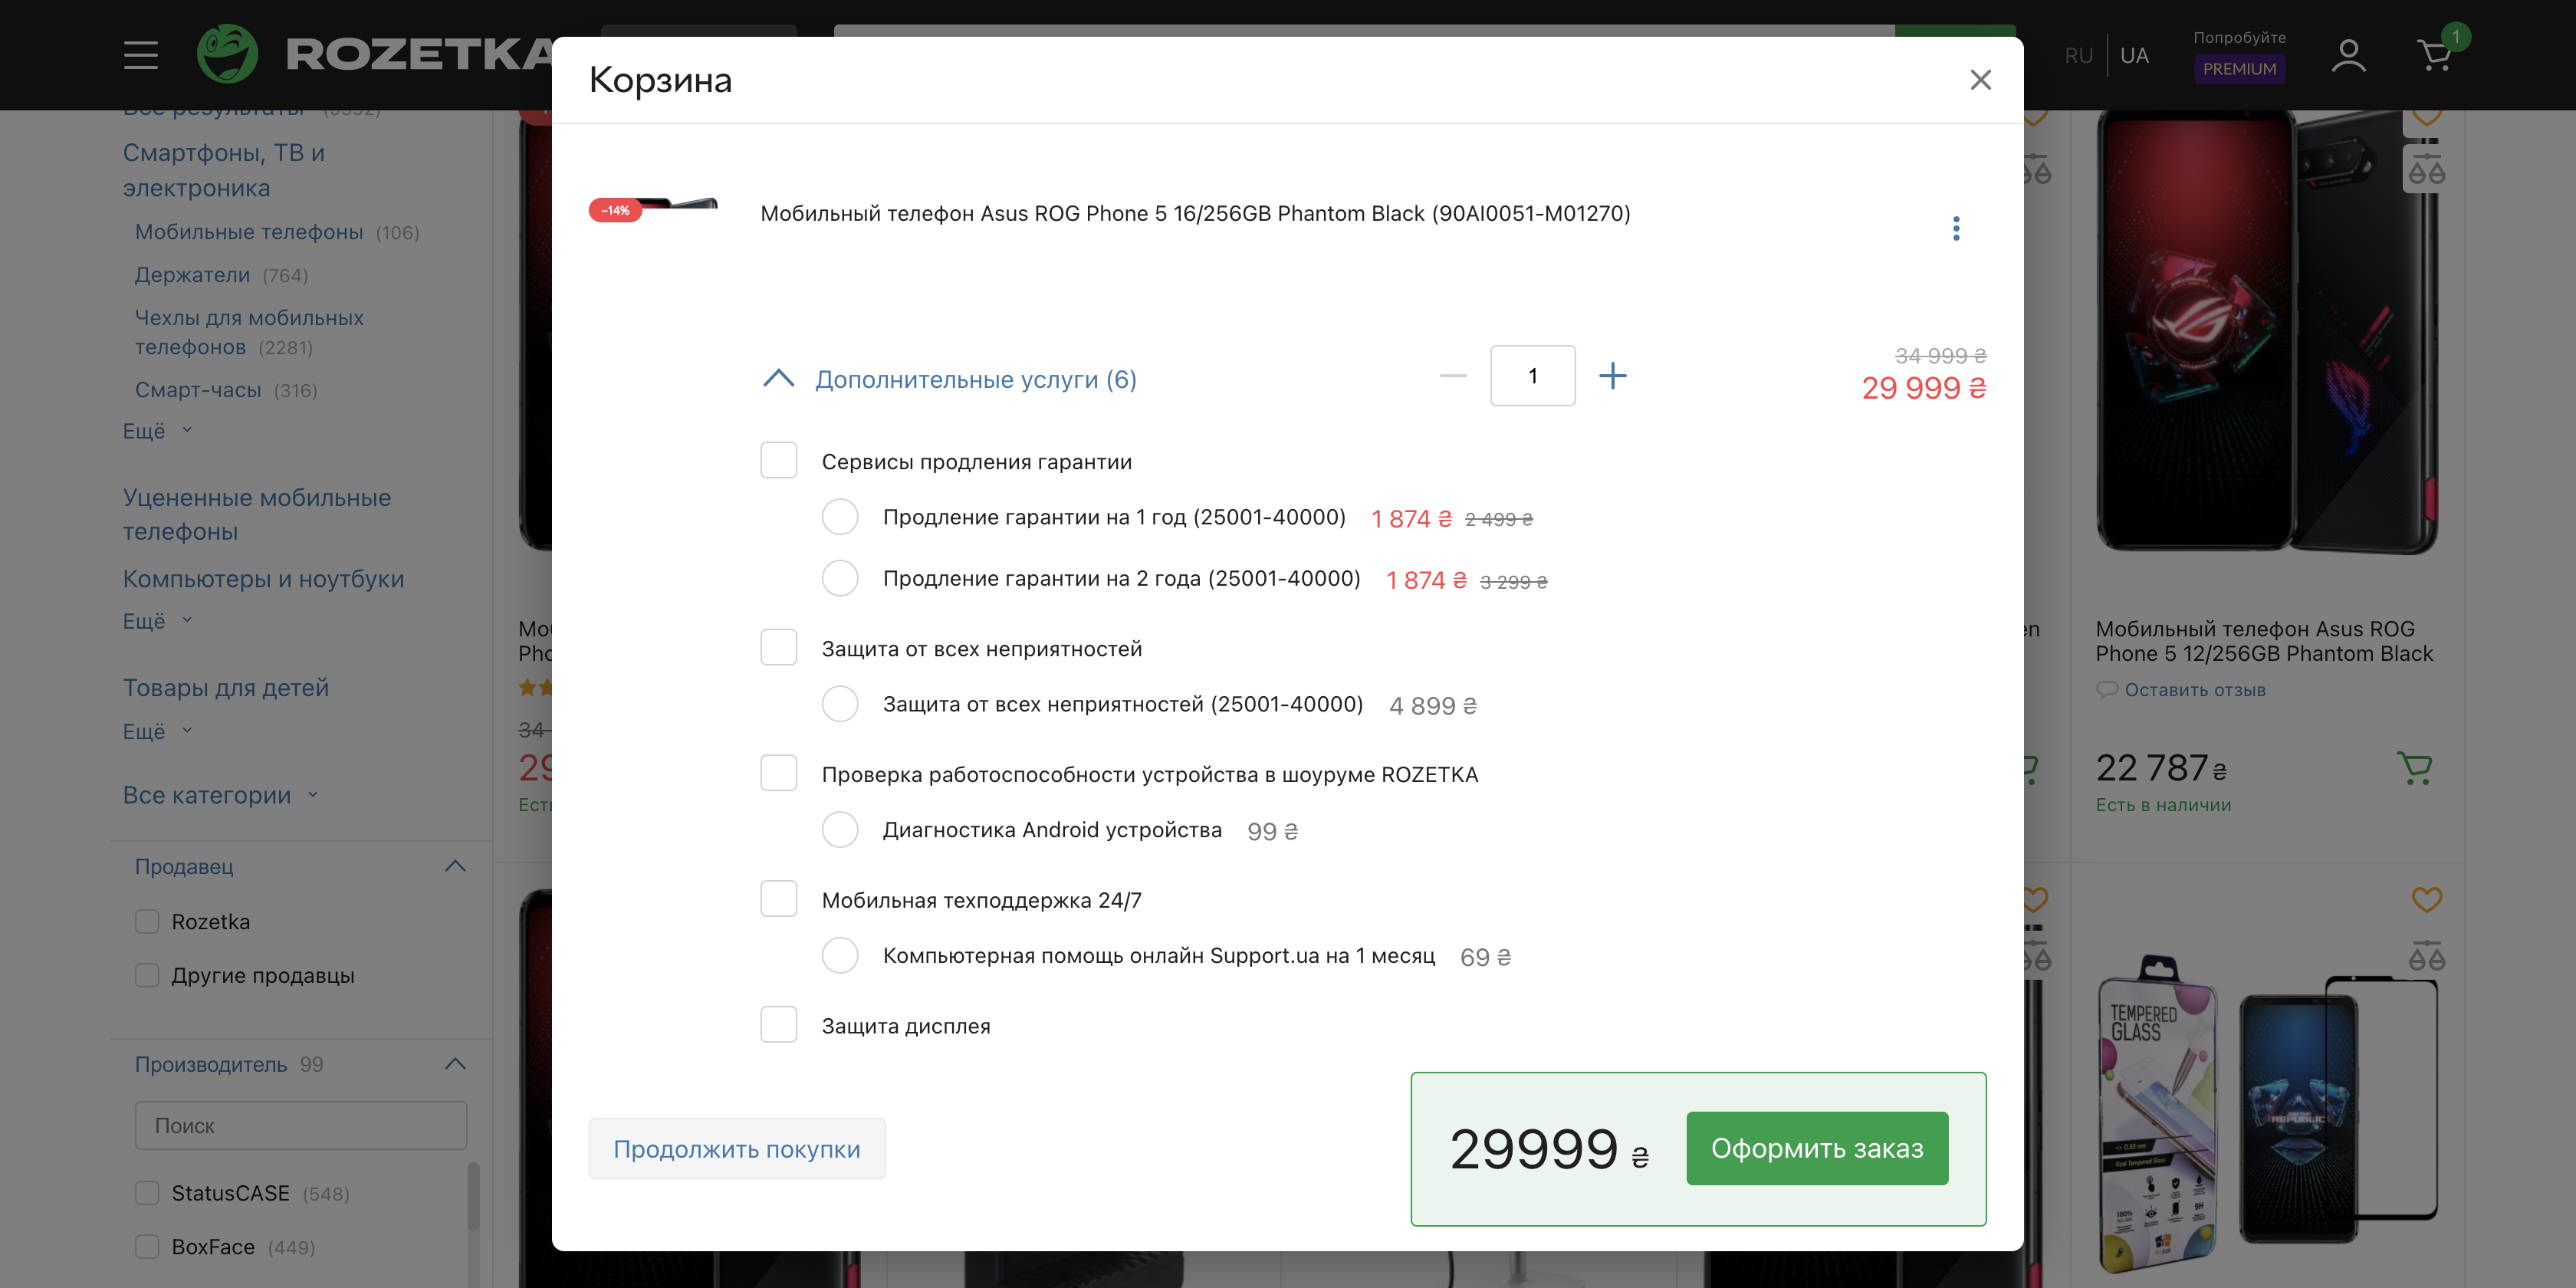 ROZETKA
RU
UA
Попробуйте
PREMIUM
1
Все результаты (3992)
Смартфоны, ТВ и
электроника
Мобильные телефоны (106)
Держатели (764)
Чехлы для мобильных
телефонов (2281)
Смарт-часы (316)
Ещё
Уцененные мобильные
телефоны
Компьютеры и ноутбуки
Ещё
Товары для детей
Ещё
Все категории
Продавец
Rozetka
Другие продавцы
Производитель 99
Поиск
StatusCASE (548)
BoxFace (449)
Корзина
-14%
Мобильный телефон Asus ROG Phone 5 16/256GB Phantom Black (90AI0051-M01270)
Дополнительные услуги (6)
1
34 999 ₴
29 999 ₴
Сервисы продления гарантии
Продление гарантии на 1 год (25001-40000) 1 874 ₴ 2 499 ₴
Продление гарантии на 2 года (25001-40000) 1 874 ₴ 3 299 ₴
Защита от всех неприятностей
Защита от всех неприятностей (25001-40000) 4 899 ₴
Проверка работоспособности устройства в шоуруме ROZETKA
Диагностика Android устройства 99 ₴
Мобильная техподдержка 24/7
Компьютерная помощь онлайн Support.ua на 1 месяц 69 ₴
Защита дисплея
Продолжить покупки
29999 ₴
Оформить заказ
Мобильный телефон Asus ROG
Phone 5 12/256GB Phantom Black
Оставить отзыв
22 787 ₴
Есть в наличии
TEMPERED
GLASS